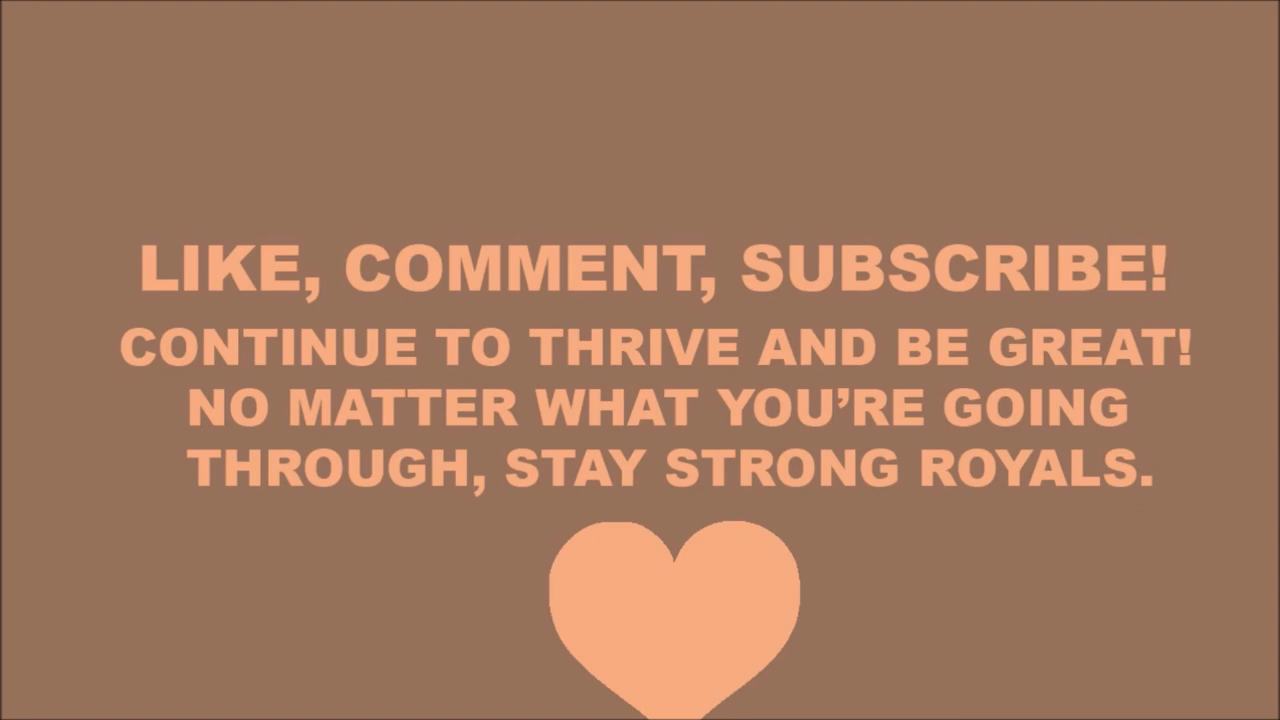 LIKE, COMMENT, SUBSCRIBE!
CONTINUE TO THRIVE AND BE GREAT!
NO MATTER WHAT YOU’RE GOING
THROUGH, STAY STRONG ROYALS.